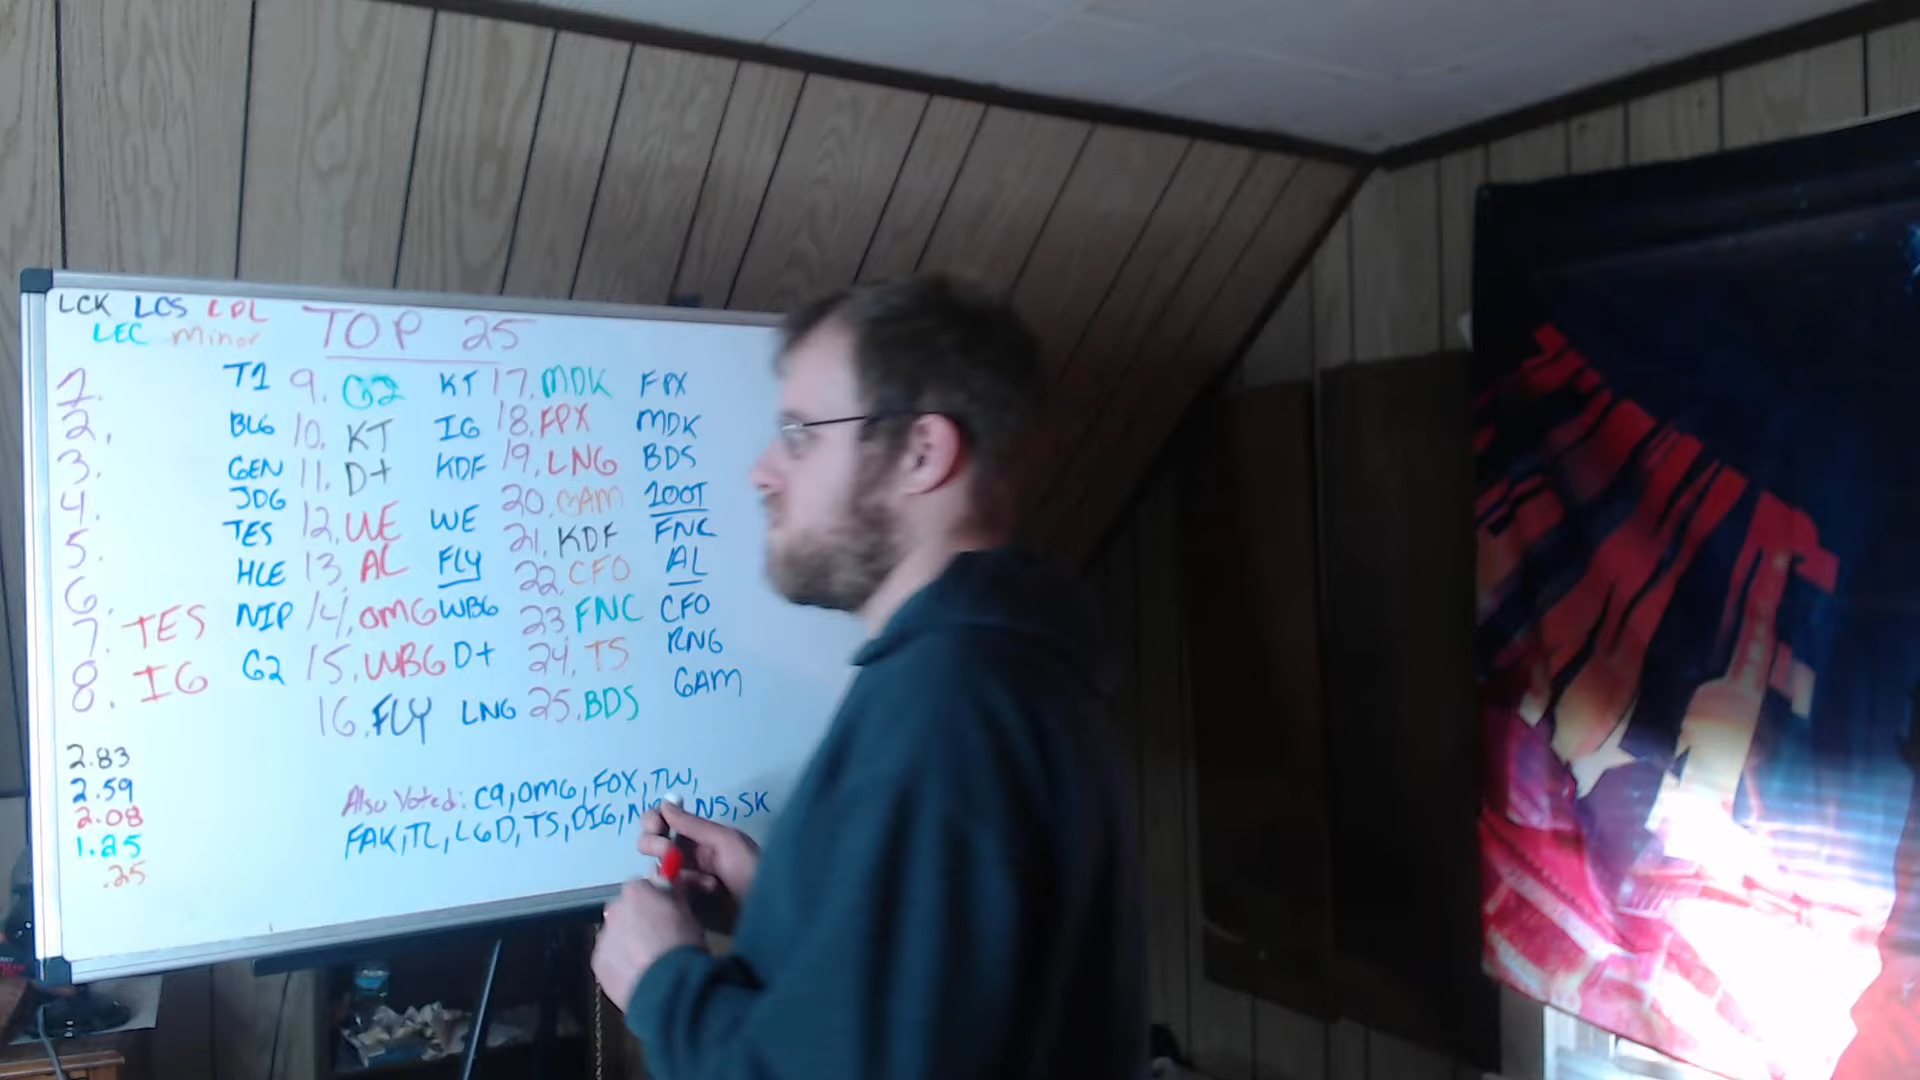 LCK LCS LPL
LEC minor
TOP 25
1. T1
2. BLG
3. GEN
4. JDG
5. TES
6. HLE
7. TES NIP
8. IG G2
9. G2 KT
10. KT IG
11. D+ KDF
12. WE WE
13. AL FLY
14. OMG WBG
15. WBG D+
16. FLY LNG
17. MDK FPX
18. FPX MDK
19. LNG BDS
20. GAM 100T
21. KDF FNC
22. CFO AL
23 FNC CFO
24. TS RNG
25. BDS GAM
2.83
2.59
2.08
1.25
.25
Also Voted: C9, OMG, FOX, TW,
FAK, TL, LGD, TS, DIG, SK